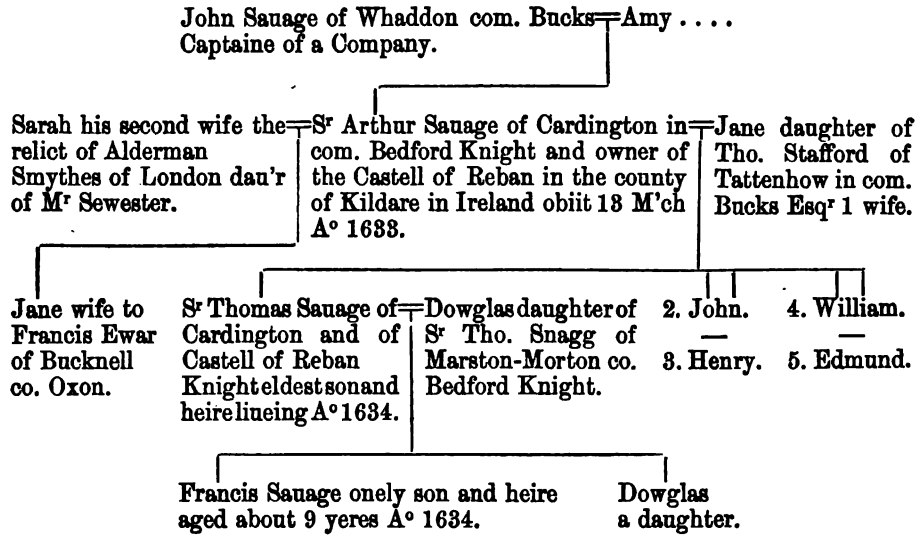 John Sauage of Whaddon com. Bucks=Amy ....
Captaine of a Company.
Sarah his second wife the=
relict of Alderman
Smythes of London dau'r
of Mʳ Sewester.
Sʳ Arthur Sauage of Cardington in=
com. Bedford Knight and owner of
the Castell of Reban in the county
of Kildare in Ireland obiit 13 M'ch
Aᵒ 1633.
Jane daughter of
Tho. Stafford of
Tattenhow in com.
Bucks Esqʳ 1 wife.
Jane wife to
Francis Ewar
of Bucknell
co. Oxon.
Sʳ Thomas Sauage of=
Cardington and of
Castell of Reban
Knight eldest son and
heire liueing Aᵒ 1634.
Dowglas daughter of
Sʳ Tho. Snagg of
Marston-Morton co.
Bedford Knight.
2. John.
—
3. Henry.
4. William.
—
5. Edmund.
Francis Sauage onely son and heire
aged about 9 yeres Aᵒ 1634.
Dowglas
a daughter.